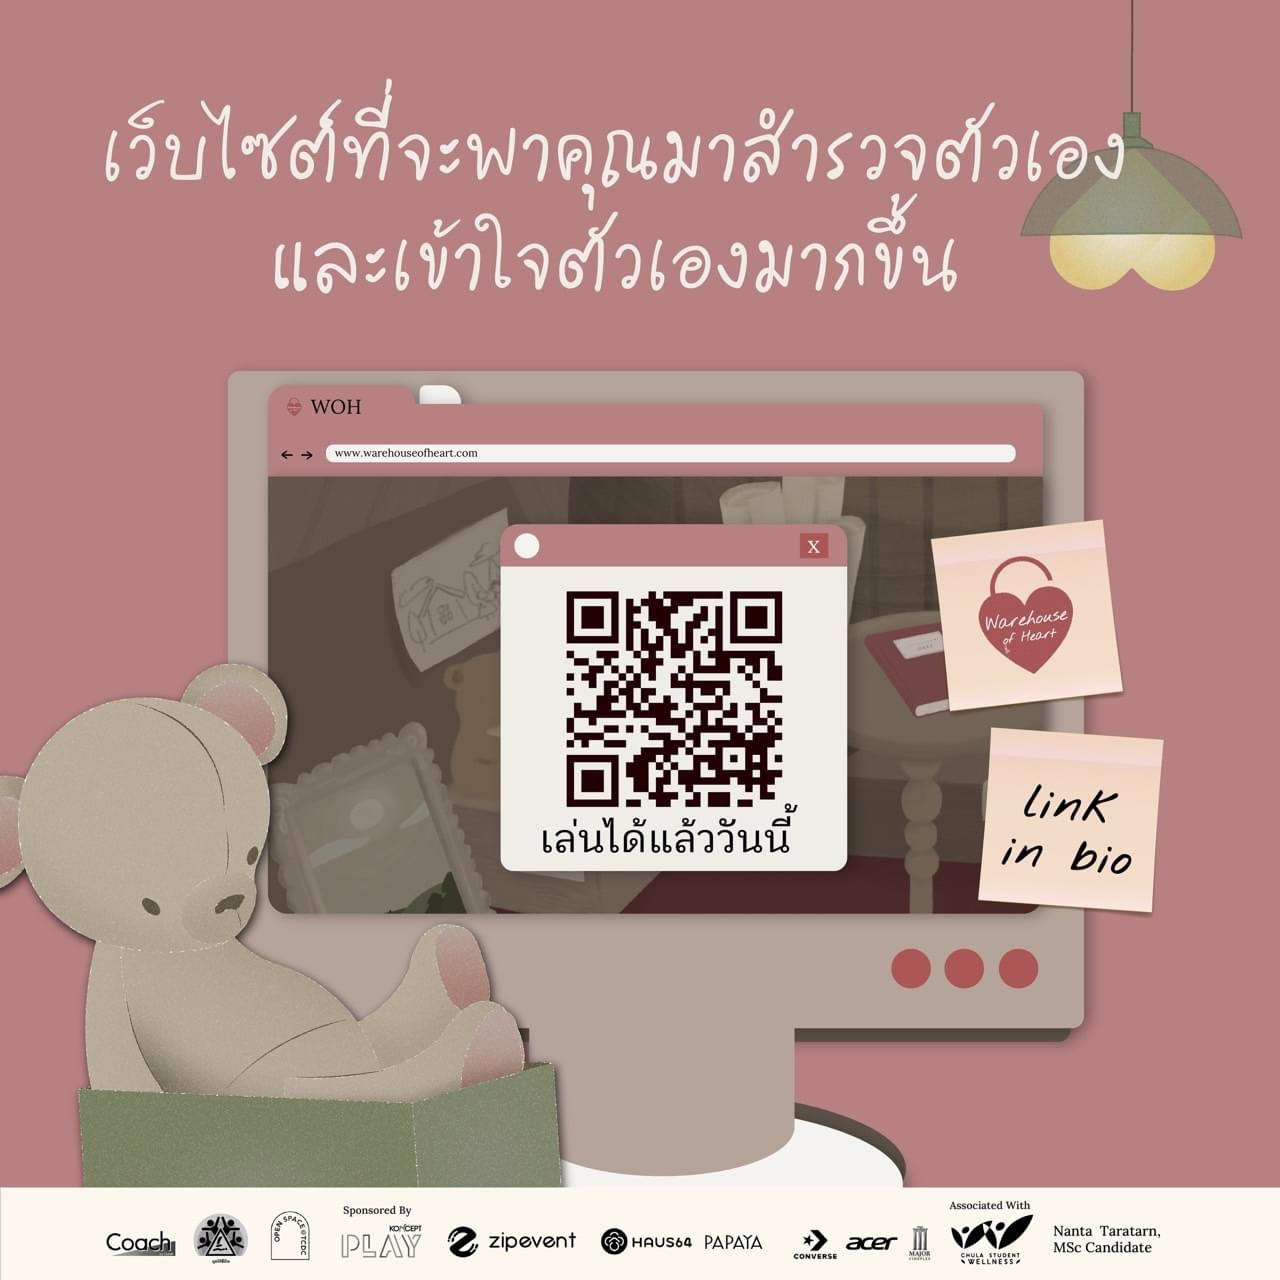 เว็บไซต์ที่จะพาคุณมาสำรวจตัวเอง
และเข้าใจตัวเองมากขึ้น
WOH
www.warehouseofheart.com
X
Warehouse
of Heart
เล่นได้แล้ววันนี้
link
in bio
Sponsored By
Associated With
Coach
OPEN SPACE@TCDC
KONCEPT
PLAY
zipevent
HAUS64
PAPAYA
CONVERSE
acer
MAJOR
CINEPLEX
CHULA STUDENT
WELLNESS
Nanta Taratarn,
MSc Candidate